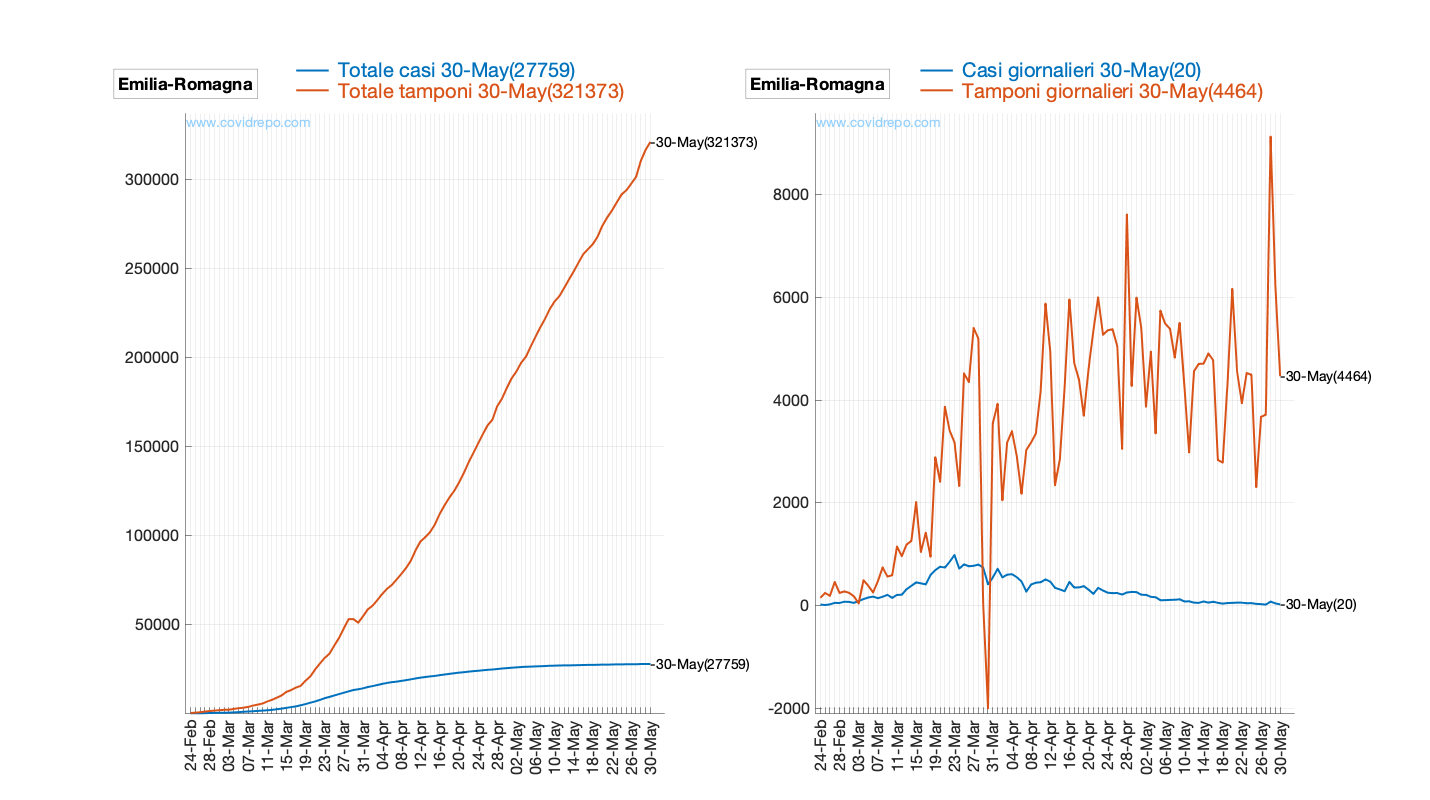 Emilia-Romagna
Totale casi 30-May(27759)
Totale tamponi 30-May(321373)
www.covidrepo.com
30-May(321373)
300000
250000
200000
150000
100000
50000
30-May(27759)
24-Feb
28-Feb
03-Mar
07-Mar
11-Mar
15-Mar
19-Mar
23-Mar
27-Mar
31-Mar
04-Apr
08-Apr
12-Apr
16-Apr
20-Apr
24-Apr
28-Apr
02-May
06-May
10-May
14-May
18-May
22-May
26-May
30-May
Emilia-Romagna
Casi giornalieri 30-May(20)
Tamponi giornalieri 30-May(4464)
www.covidrepo.com
8000
6000
4000
2000
0
-2000
30-May(4464)
30-May(20)
24-Feb
28-Feb
03-Mar
07-Mar
11-Mar
15-Mar
19-Mar
23-Mar
27-Mar
31-Mar
04-Apr
08-Apr
12-Apr
16-Apr
20-Apr
24-Apr
28-Apr
02-May
06-May
10-May
14-May
18-May
22-May
26-May
30-May